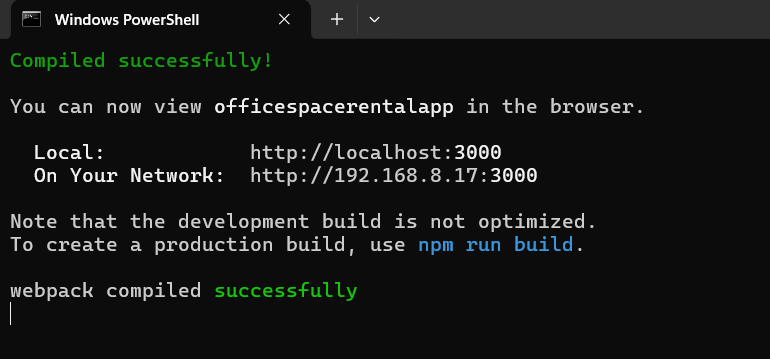 Windows PowerShell
Compiled successfully!
You can now view officespacerentalapp in the browser.
Local: http://localhost:3000
On Your Network: http://192.168.8.17:3000
Note that the development build is not optimized.
To create a production build, use npm run build.
webpack compiled successfully